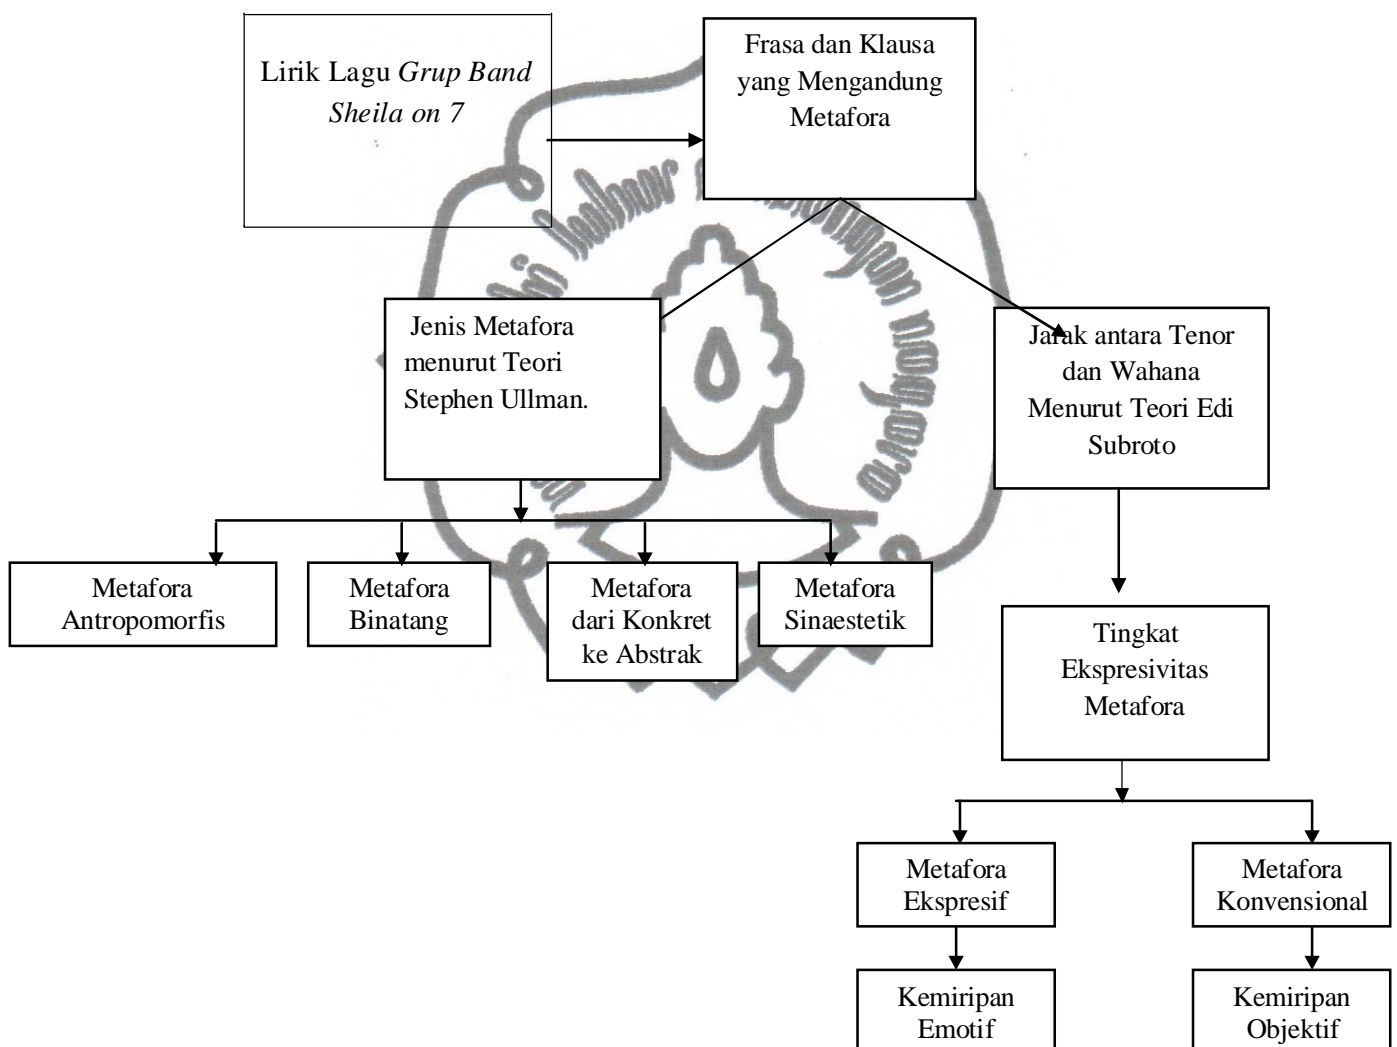 Lirik Lagu Grup Band
Sheila on 7
Frasa dan Klausa
yang Mengandung
Metafora
Jenis Metafora
menurut Teori
Stephen Ullman.
Jarak antara Tenor
dan Wahana
Menurut Teori Edi
Subroto
Metafora
Antropomorfis
Metafora
Binatang
Metafora
dari Konkret
ke Abstrak
Metafora
Sinaestetik
Tingkat
Ekspresivitas
Metafora
Metafora
Ekspresif
Metafora
Konvensional
Kemiripan
Emotif
Kemiripan
Objektif